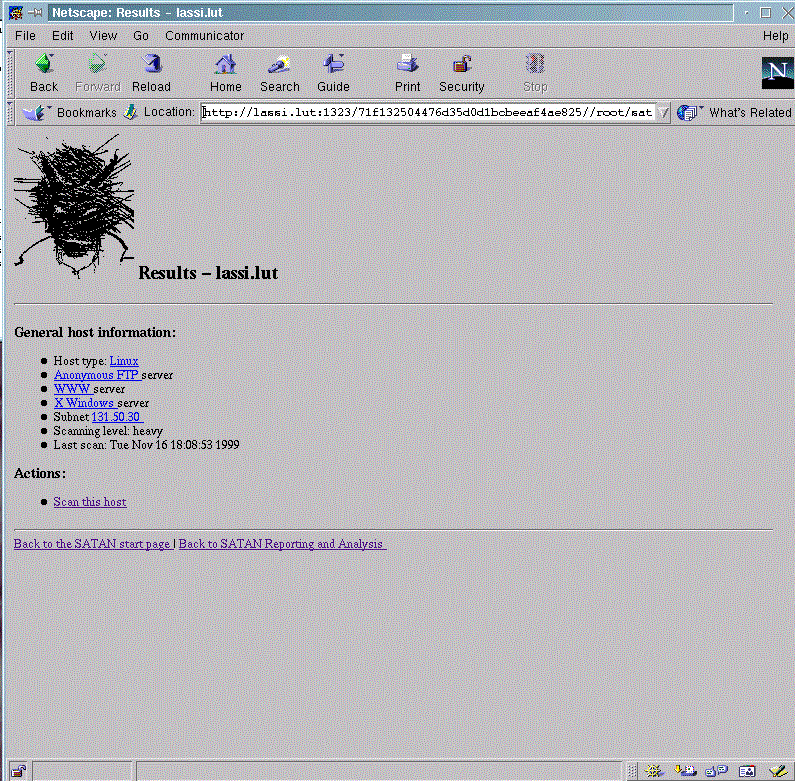 Netscape: Results – lassi.lut
File Edit View Go Communicator Help
Back Forward Reload Home Search Guide Print Security Stop
N
Bookmarks Location: http://lassi.lut:1323/71f132504476d35d0d1bcbeeaf4ae825//root/sat What's Related
Results – lassi.lut
General host information:
Host type: Linux
Anonymous FTP server
WWW server
X Windows server
Subnet 131.50.30
Scanning level: heavy
Last scan: Tue Nov 16 18:08:53 1999
Actions:
Scan this host
Back to the SATAN start page | Back to SATAN Reporting and Analysis